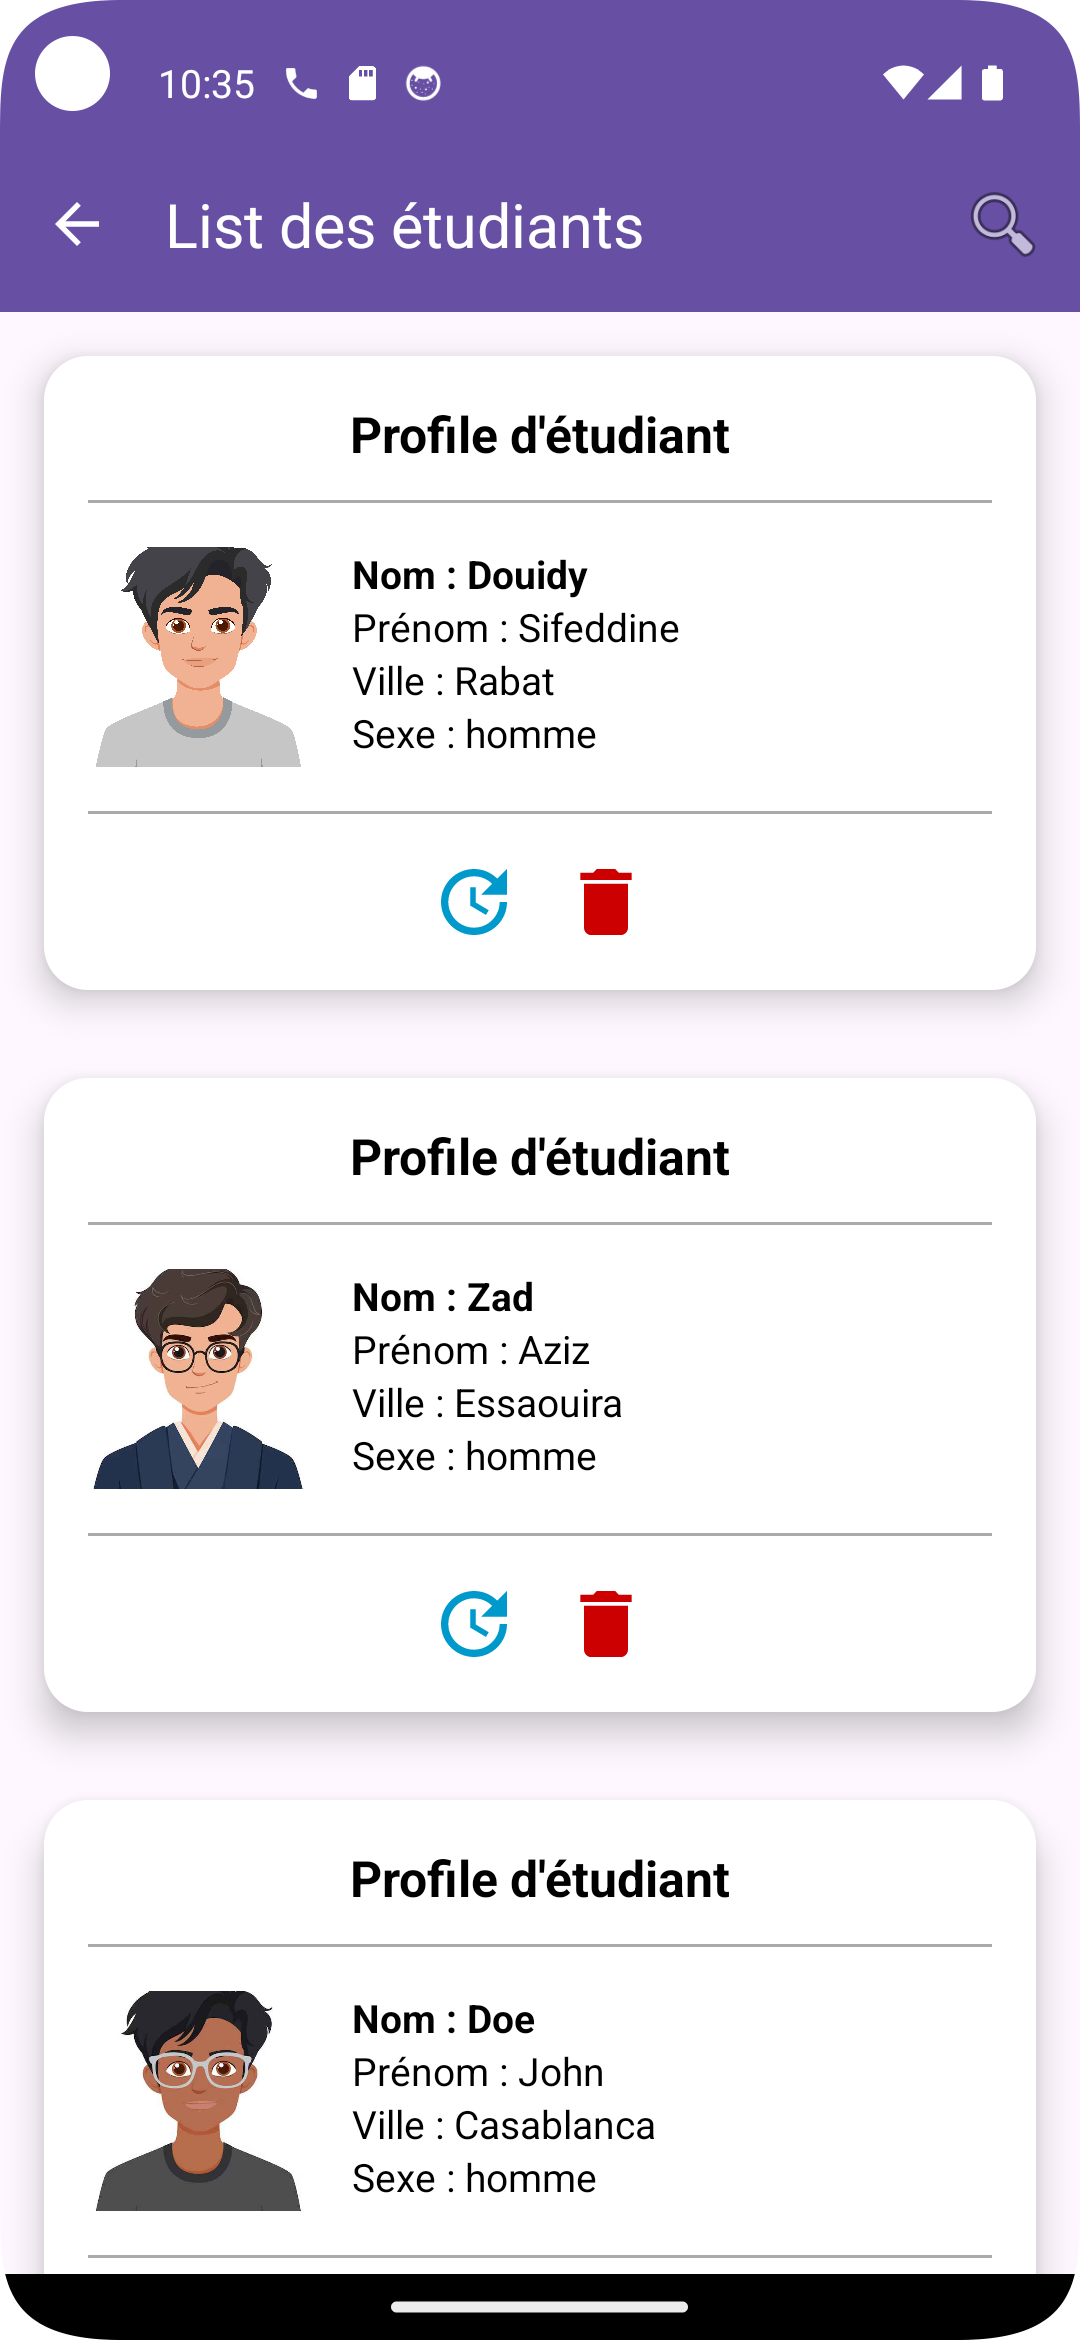 10:35
List des étudiants
Profile d'étudiant
Nom : Douidy
Prénom : Sifeddine
Ville : Rabat
Sexe : homme
Profile d'étudiant
Nom : Zad
Prénom : Aziz
Ville : Essaouira
Sexe : homme
Profile d'étudiant
Nom : Doe
Prénom : John
Ville : Casablanca
Sexe : homme